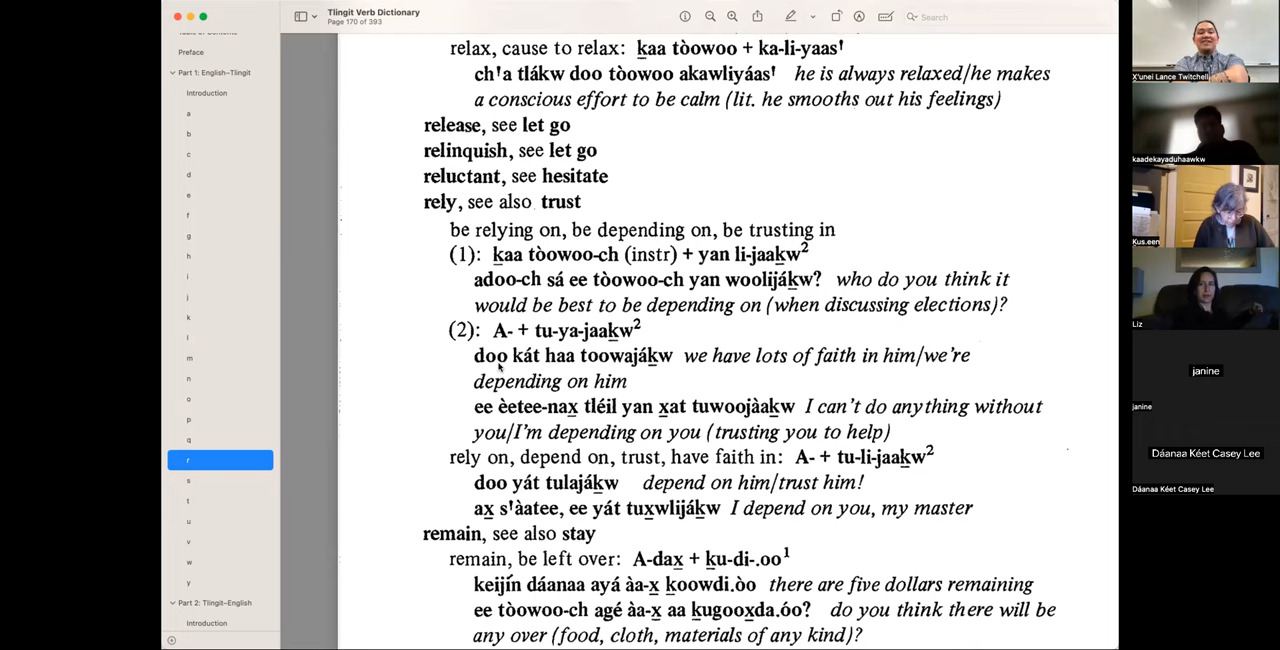 Tlingit Verb Dictionary
Page 170 of 393
Search
Preface
Part 1: English–Tlingit
Introduction
a
b
c
d
e
f
g
h
i
j
k
l
m
n
o
p
q
r
s
t
u
v
w
y
Part 2: Tlingit–English
Introduction
relax, cause to relax: ḵaa tòowoo + ka-li-yaas'
ch'a tlákw doo tòowoo akawliyáas' he is always relaxed/he makes
a conscious effort to be calm (lit. he smooths out his feelings)
release, see let go
relinquish, see let go
reluctant, see hesitate
rely, see also trust
be relying on, be depending on, be trusting in
(1): ḵaa tòowoo-ch (instr) + yan li-jaaḵw²
adoo-ch sá ee tòowoo-ch yan woolijáḵw? who do you think it
would be best to be depending on (when discussing elections)?
(2): A- + tu-ya-jaaḵw²
doo kát haa toowajáḵw we have lots of faith in him/we're
depending on him
ee èetee-nax̱ tléil yan x̱at tuwoojàaḵw I can't do anything without
you/I'm depending on you (trusting you to help)
rely on, depend on, trust, have faith in: A- + tu-li-jaaḵw²
doo yát tulajáḵw depend on him/trust him!
ax̱ s'àatee, ee yát tux̱wlijáḵw I depend on you, my master
remain, see also stay
remain, be left over: A-dax̱ + ḵu-di-.oo¹
keijín dáanaa ayá àa-x̱ ḵoowdi.òo there are five dollars remaining
ee tòowoo-ch agé àa-x̱ aa ḵugoox̱da.óo? do you think there will be
any over (food, cloth, materials of any kind)?
X̱'unei Lance Twitchell
kaadekayaduhaawkw
Kus.een
Liz
janine
janine
Dáanaa Kéet Casey Lee
Dáanaa Kéet Casey Lee